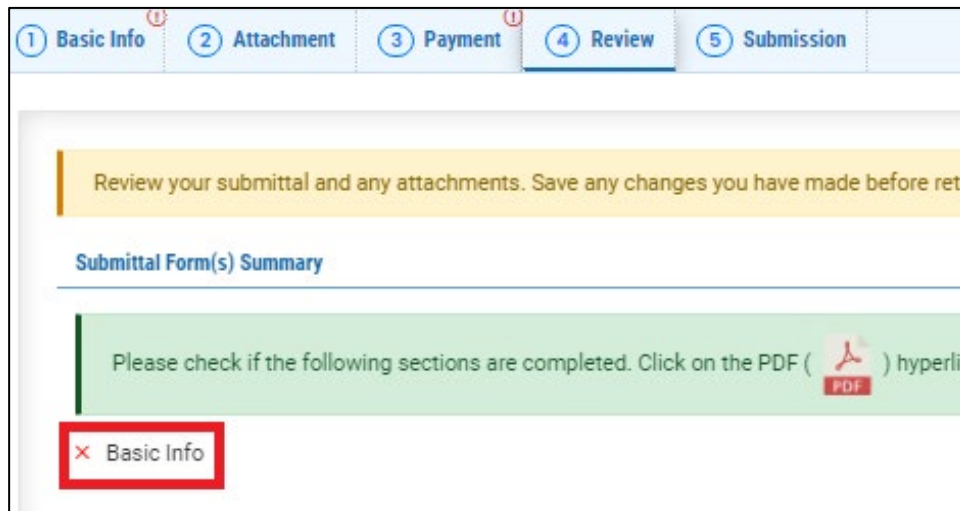 1 Basic Info ! 2 Attachment 3 Payment ! 4 Review 5 Submission
Review your submittal and any attachments. Save any changes you have made before ret
Submittal Form(s) Summary
Please check if the following sections are completed. Click on the PDF ( PDF ) hyperli
× Basic Info